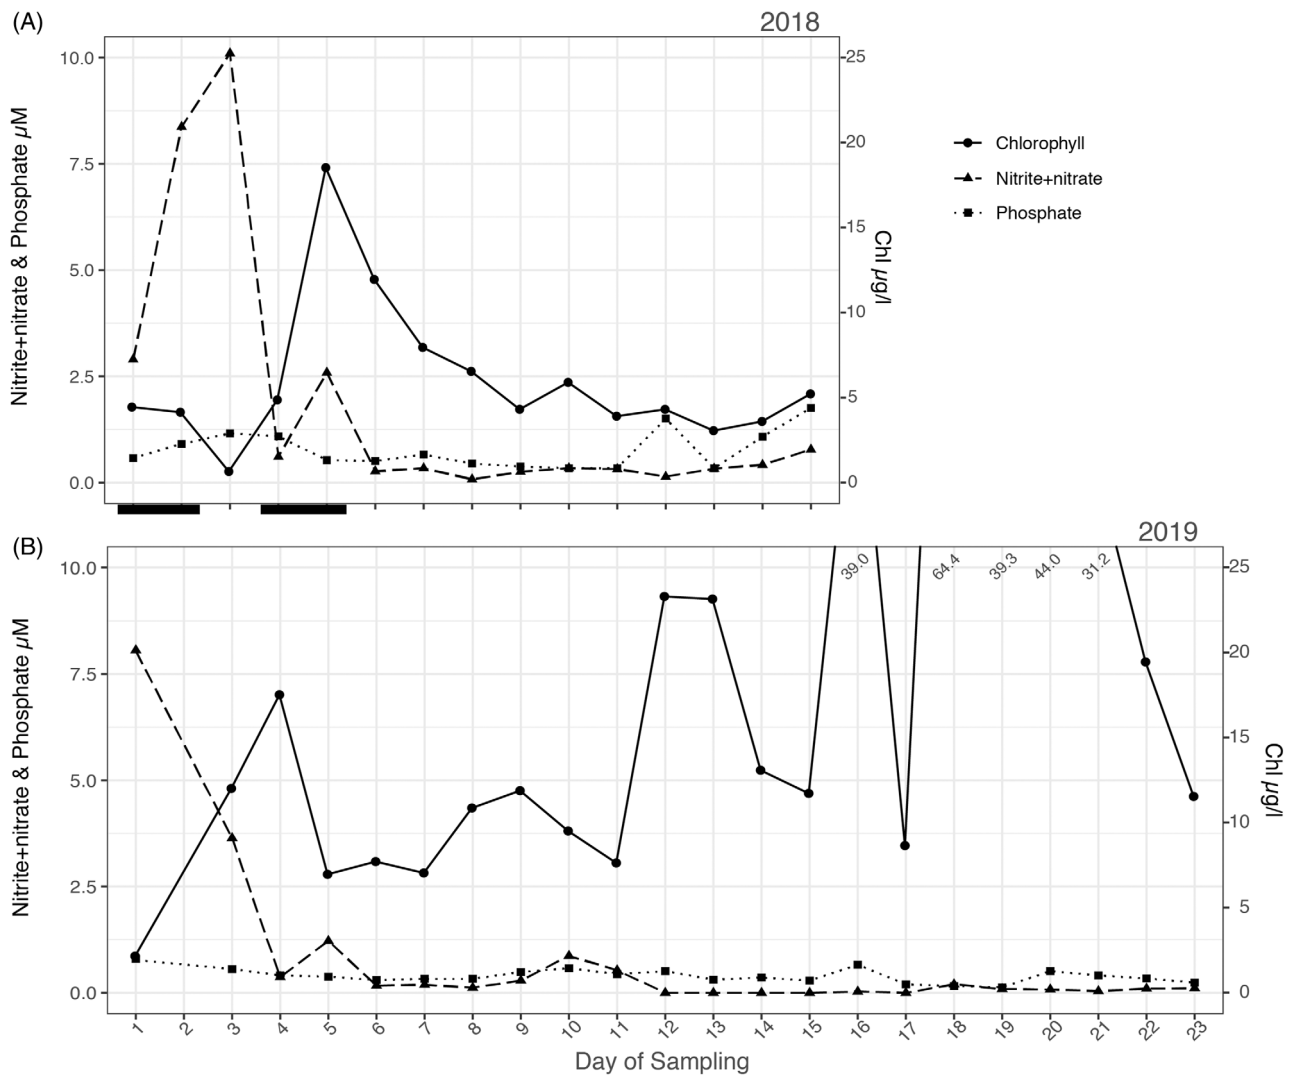 (A)
2018
10.0
7.5
5.0
2.5
0.0
Nitrite+nitrate & Phosphate µM
25
20
15
10
5
0
Chl µg/l
Chlorophyll
Nitrite+nitrate
Phosphate
(B)
2019
10.0
7.5
5.0
2.5
0.0
Nitrite+nitrate & Phosphate µM
39.0
64.4
39.3
44.0
31.2
25
20
15
10
5
0
Chl µg/l
1 2 3 4 5 6 7 8 9 10 11 12 13 14 15 16 17 18 19 20 21 22 23
Day of Sampling